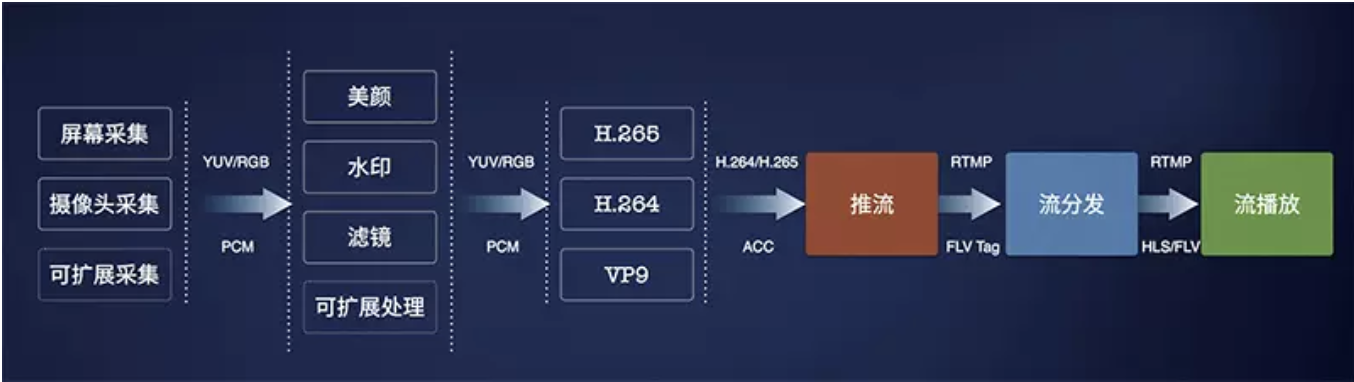 屏幕采集
摄像头采集
可扩展采集
YUV/RGB
PCM
美颜
水印
滤镜
可扩展处理
YUV/RGB
PCM
H.265
H.264
VP9
H.264/H.265
ACC
推流
RTMP
FLV Tag
流分发
RTMP
HLS/FLV
流播放